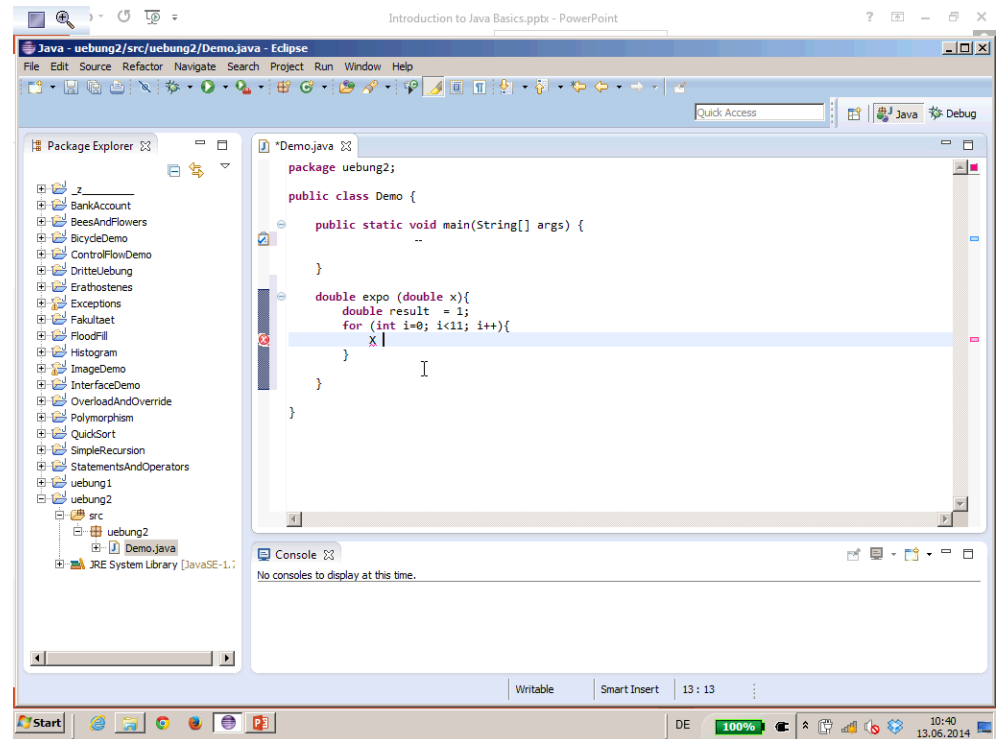 Introduction to Java Basics.pptx - PowerPoint
Java - uebung2/src/uebung2/Demo.java - Eclipse
File Edit Source Refactor Navigate Search Project Run Window Help
Quick Access
Java
Debug
Package Explorer
_z________
BankAccount
BeesAndFlowers
BicycleDemo
ControlFlowDemo
DritteUebung
Erathostenes
Exceptions
Fakultaet
FloodFill
Histogram
ImageDemo
InterfaceDemo
OverloadAndOverride
Polymorphism
QuickSort
SimpleRecursion
StatementsAndOperators
uebung1
uebung2
src
uebung2
Demo.java
JRE System Library [JavaSE-1.7
*Demo.java
package uebung2;
public class Demo {
public static void main(String[] args) {
--
}
double expo (double x){
double result  = 1;
for (int i=0; i<11; i++){
X
}
}
}
Console
No consoles to display at this time.
Writable
Smart Insert
13 : 13
Start
DE
100%
10:40
13.06.2014